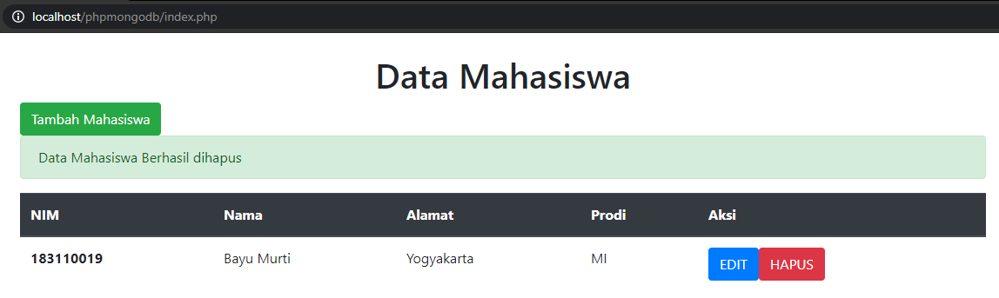 localhost/phpmongodb/index.php
Data Mahasiswa
Tambah Mahasiswa
Data Mahasiswa Berhasil dihapus
NIM Nama Alamat Prodi Aksi
183110019 Bayu Murti Yogyakarta MI EDIT HAPUS